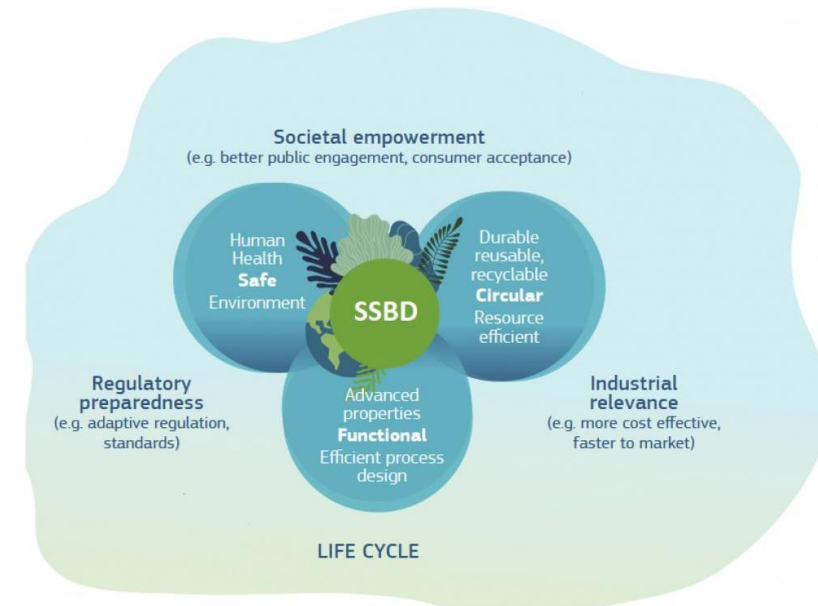 Societal empowerment
(e.g. better public engagement, consumer acceptance)
Human
Health
Safe
Environment
Durable
reusable,
recyclable
Circular
Resource
efficient
SSBD
Regulatory
preparedness
(e.g. adaptive regulation,
standards)
Advanced
properties
Functional
Efficient process
design
Industrial
relevance
(e.g. more cost effective,
faster to market)
LIFE CYCLE